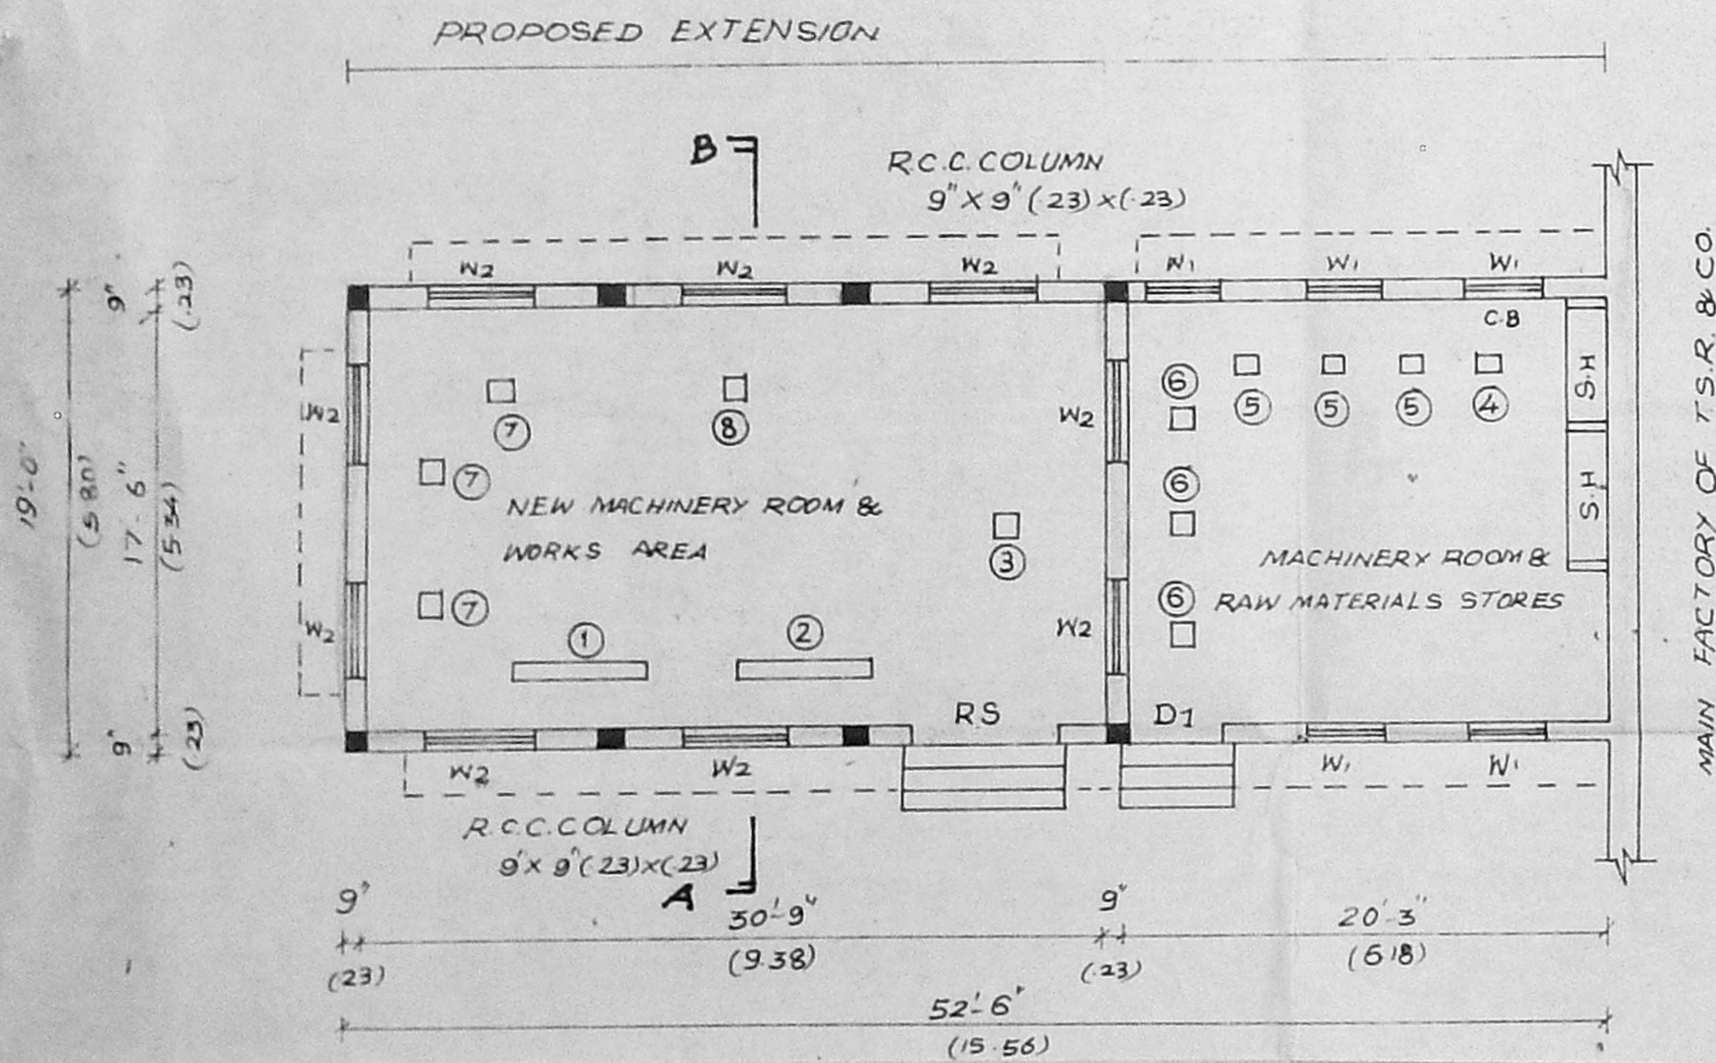 PROPOSED EXTENSION
B
R.C.C. COLUMN
9" X 9" (.23)x(.23)
W2 W2 W2 W1 W1 W1
C.B
S.H
S.H
6 5 5 5 4
7 8
W2 W2
7
6
NEW MACHINERY ROOM &
WORKS AREA
3
MACHINERY ROOM &
RAW MATERIALS STORES
6
7
1 2
W2 W2
RS D1
W2 W2 W1 W1
R.C.C. COLUMN
9" x 9" (.23)x(.23)
A
19'-0"
(5.80)
9"
(.23)
17'-6"
(5.34)
9"
(.23)
9" 30'-9" 9" 20'-3"
(.23) (9.38) (.23) (6.18)
52'-6"
(15.56)
MAIN FACTORY OF T.S.R. & CO.